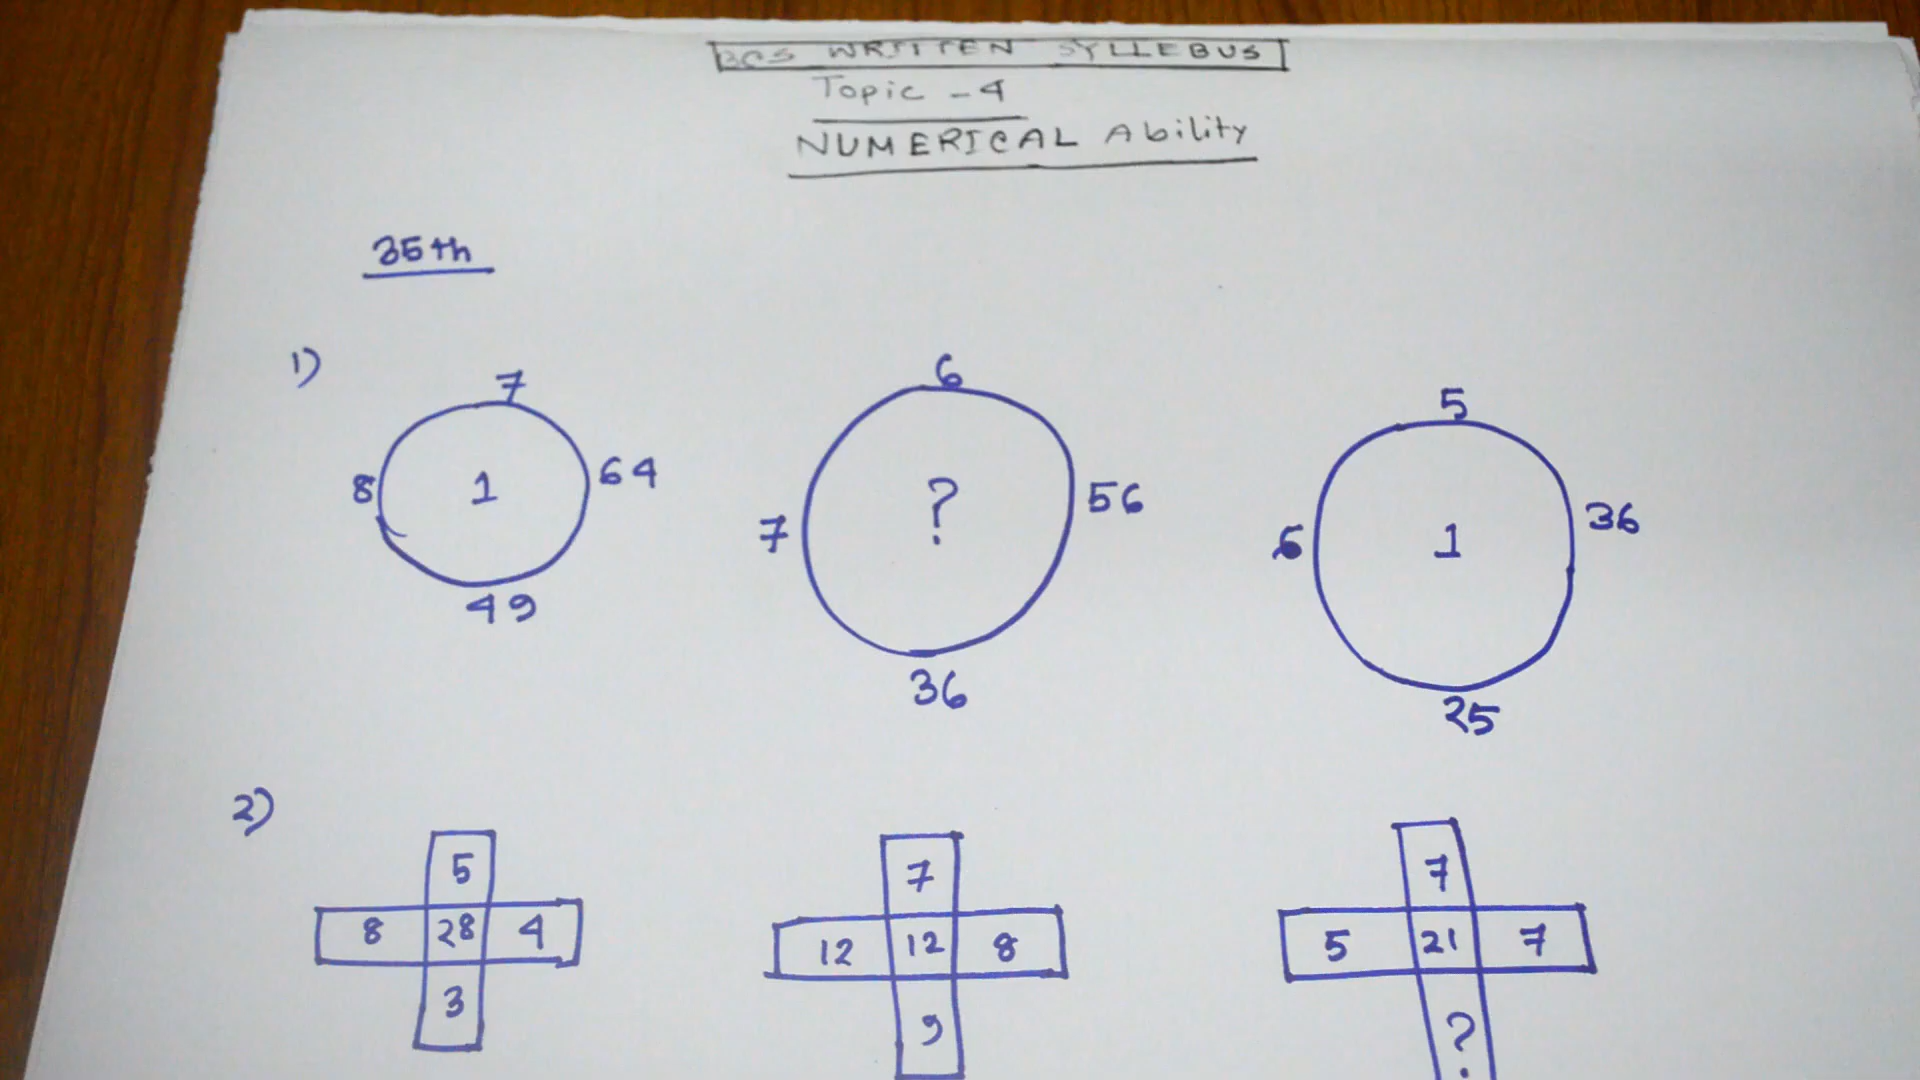 BCS WRITTEN SYLLEBUS
Topic - 4
NUMERICAL Ability
35th
1)
7
8 1 64
49
6
7 ? 56
36
5
6 1 36
25
2)
5
8 28 4
3
7
12 12 8
9
7
5 21 7
?